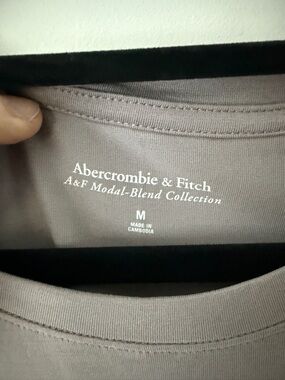 Abercrombie & Fitch
A&F Modal-Blend Collection
M
MADE IN
CAMBODIA